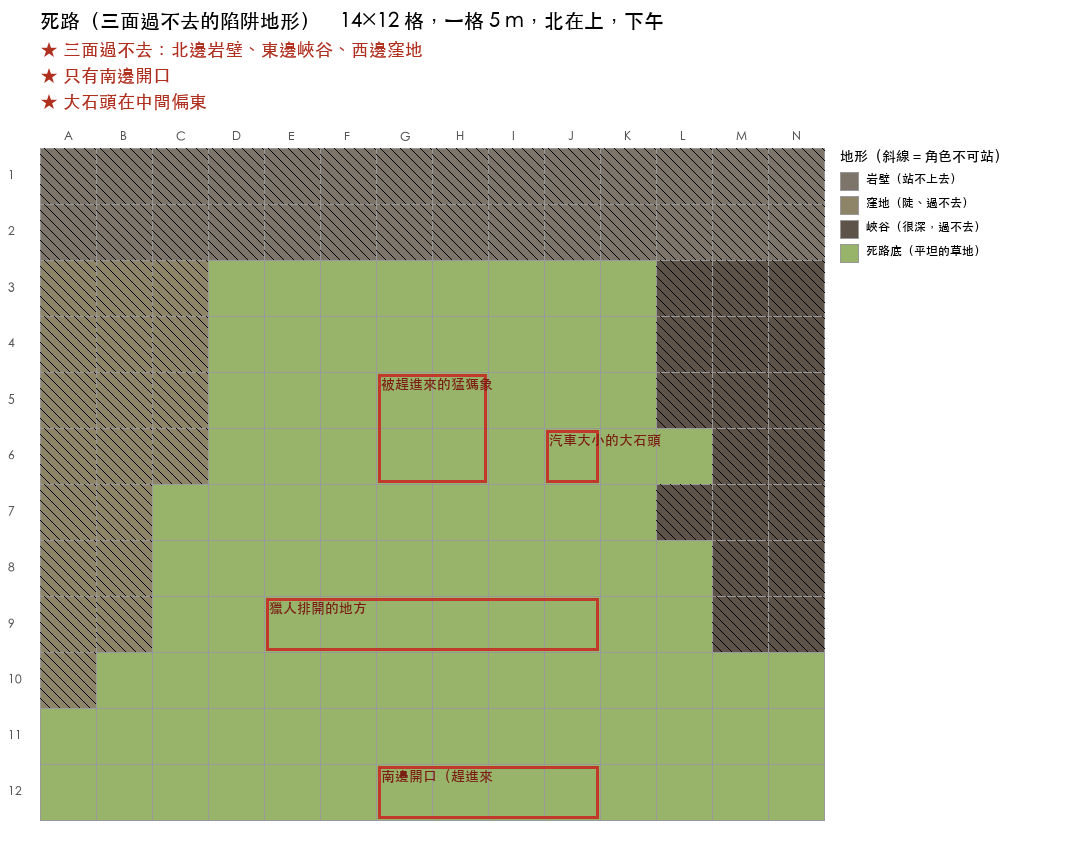 死路（三面過不去的陷阱地形） 14×12 格，一格 5 m，北在上，下午
★ 三面過不去：北邊岩壁、東邊峽谷、西邊窪地
★ 只有南邊開口
★ 大石頭在中間偏東
A B C D E F G H I J K L M N
地形（斜線＝角色不可站）
岩壁（站不上去）
窪地（陡、過不去）
峽谷（很深，過不去）
死路底（平坦的草地）
1
2
3
4
5
被趕進來的猛獁象
6
汽車大小的大石頭
7
8
9
獵人排開的地方
10
11
12
南邊開口（趕進來